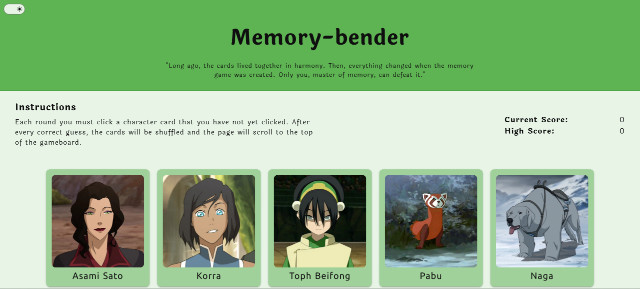 Memory-bender
"Long ago, the cards lived together in harmony. Then, everything changed when the memory
game was created. Only you, master of memory, can defeat it."
Instructions
Each round you must click a character card that you have not yet clicked. After
every correct guess, the cards will be shuffled and the page will scroll to the top
of the gameboard.
Current Score: 0
High Score: 0
Asami Sato
Korra
Toph Beifong
Pabu
Naga